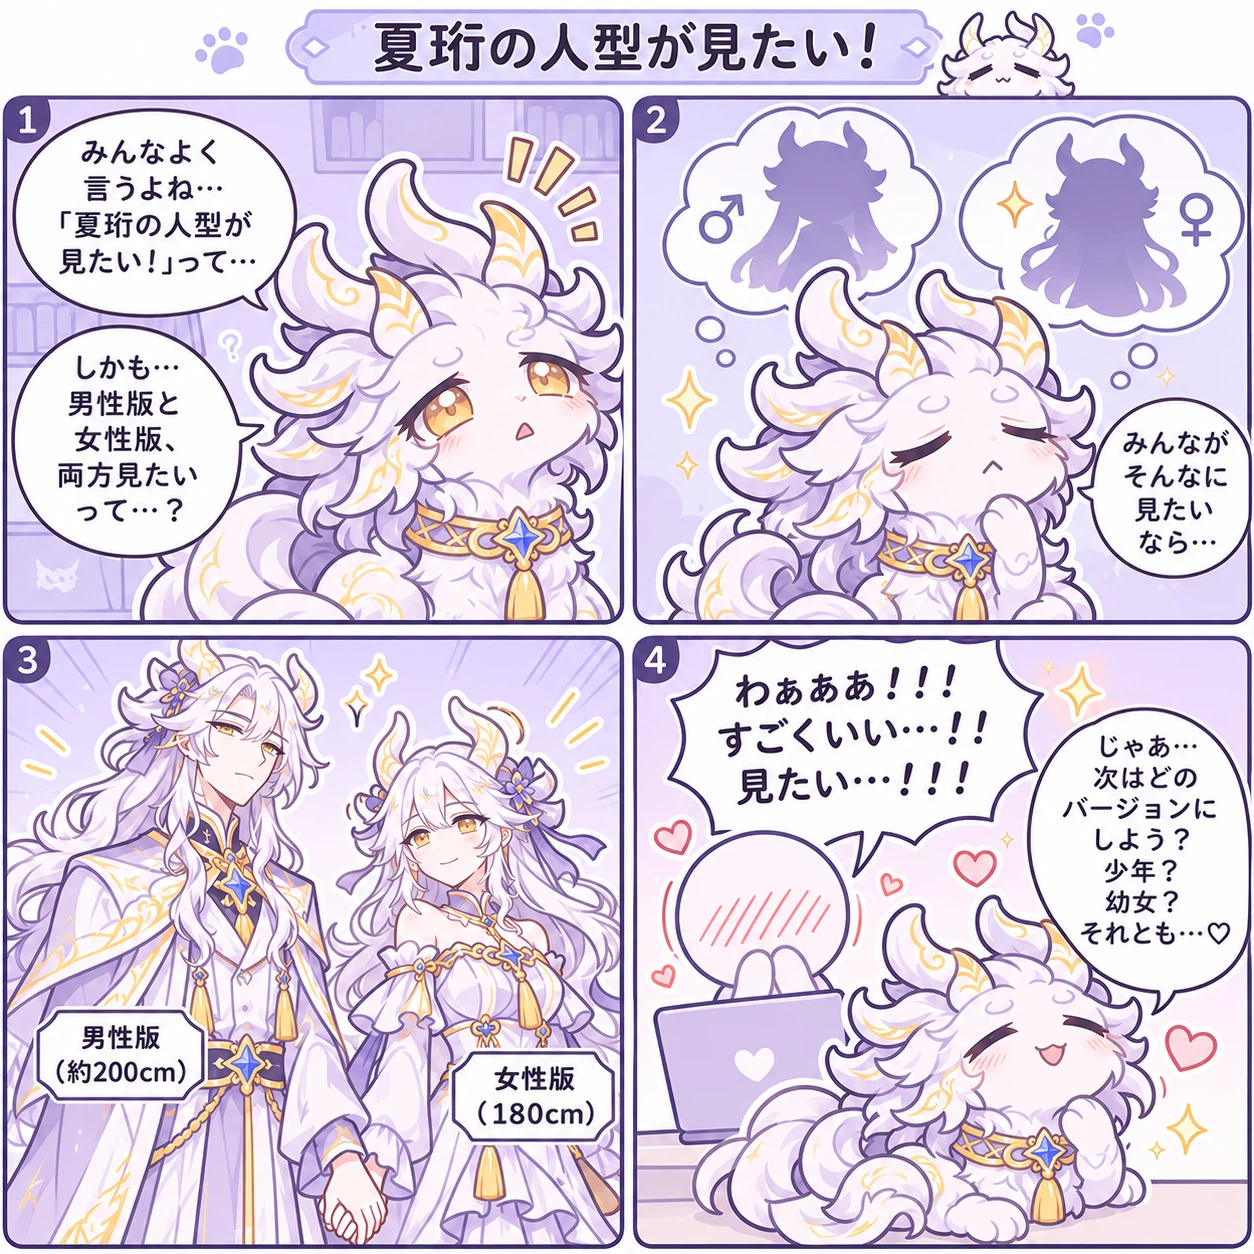 夏珩の人型が見たい！
1
みんなよく
言うよね…
「夏珩の人型が
見たい！」って…
しかも…
男性版と
女性版、
両方見たい
って…？
?
2
♂
♀
みんなが
そんなに
見たい
なら…
3
男性版
(約200cm)
女性版
(180cm)
4
わぁああ！！！
すごくいい…！！
見たい…！！！
じゃあ…
次はどの
バージョンに
しよう？
少年？
幼女？
それとも…♡